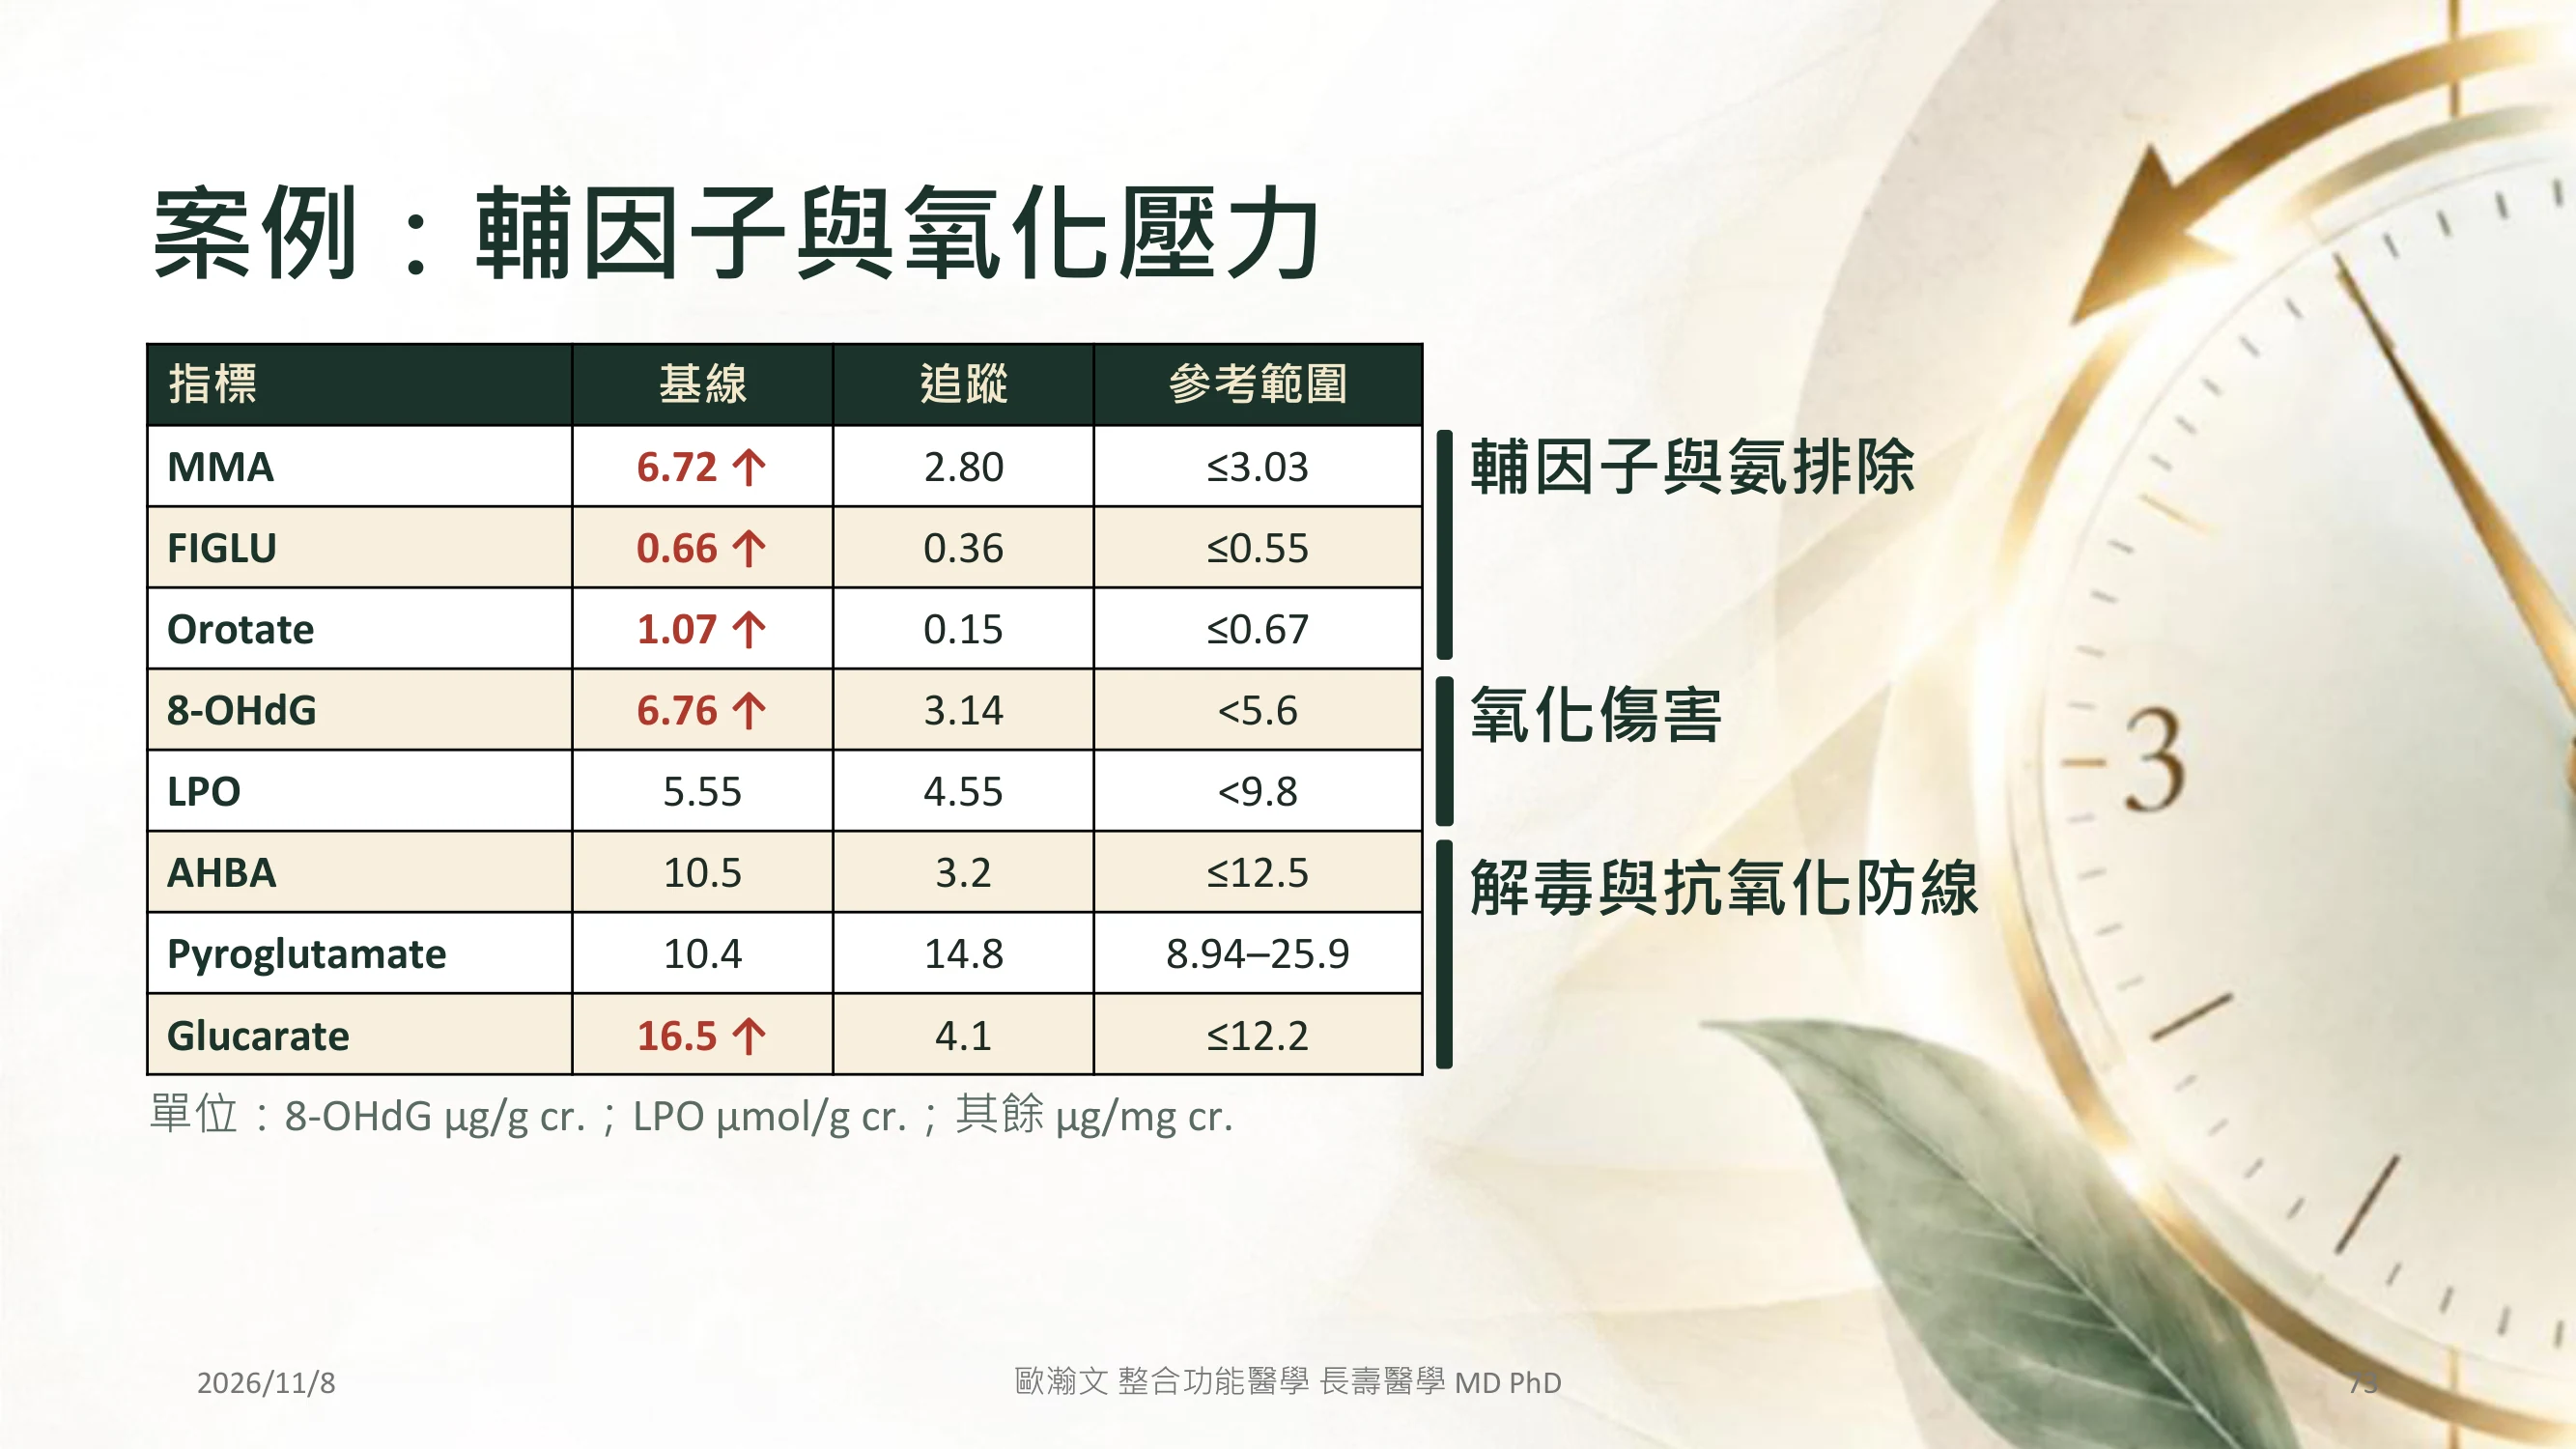 案例：輔因子與氧化壓力
指標 基線 追蹤 參考範圍
MMA 6.72 ↑ 2.80 ≤3.03
FIGLU 0.66 ↑ 0.36 ≤0.55
Orotate 1.07 ↑ 0.15 ≤0.67
8-OHdG 6.76 ↑ 3.14 <5.6
LPO 5.55 4.55 <9.8
AHBA 10.5 3.2 ≤12.5
Pyroglutamate 10.4 14.8 8.94–25.9
Glucarate 16.5 ↑ 4.1 ≤12.2
輔因子與氨排除
氧化傷害
解毒與抗氧化防線
單位：8-OHdG µg/g cr.；LPO µmol/g cr.；其餘 µg/mg cr.
3
2026/11/8
歐瀚文 整合功能醫學 長壽醫學 MD PhD
73